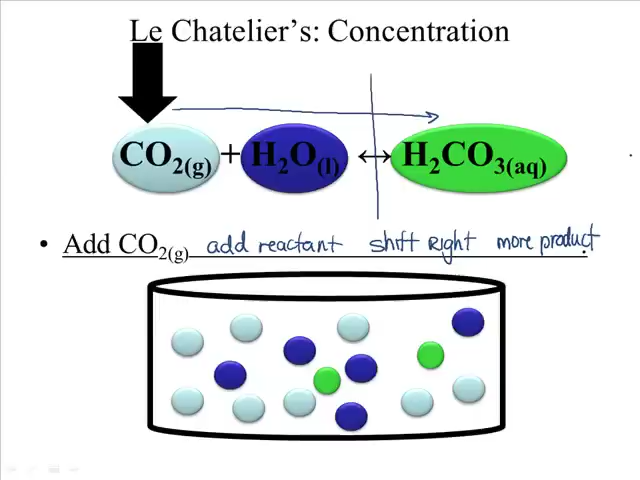 Le Chatelier's: Concentration
CO2(g) + H2O(l) ↔ H2CO3(aq)
• Add CO2(g) add reactant shift Right more product